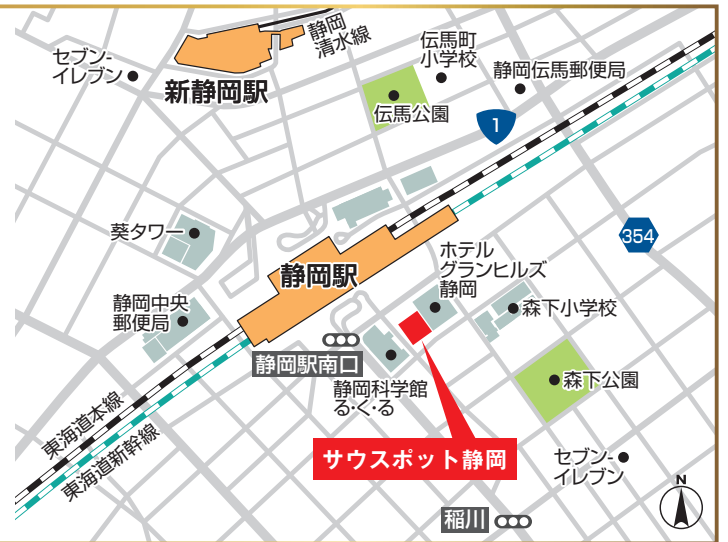 静岡
清水線
セブン-
イレブン
新静岡駅
伝馬町
小学校
静岡伝馬郵便局
伝馬公園
1
葵タワー
354
ホテル
グランヒルズ
静岡
静岡駅
静岡中央
郵便局
森下小学校
静岡駅南口
静岡科学館
る・く・る
森下公園
東海道本線
東海道新幹線
サウスポット静岡
セブン-
イレブン
N
稲川